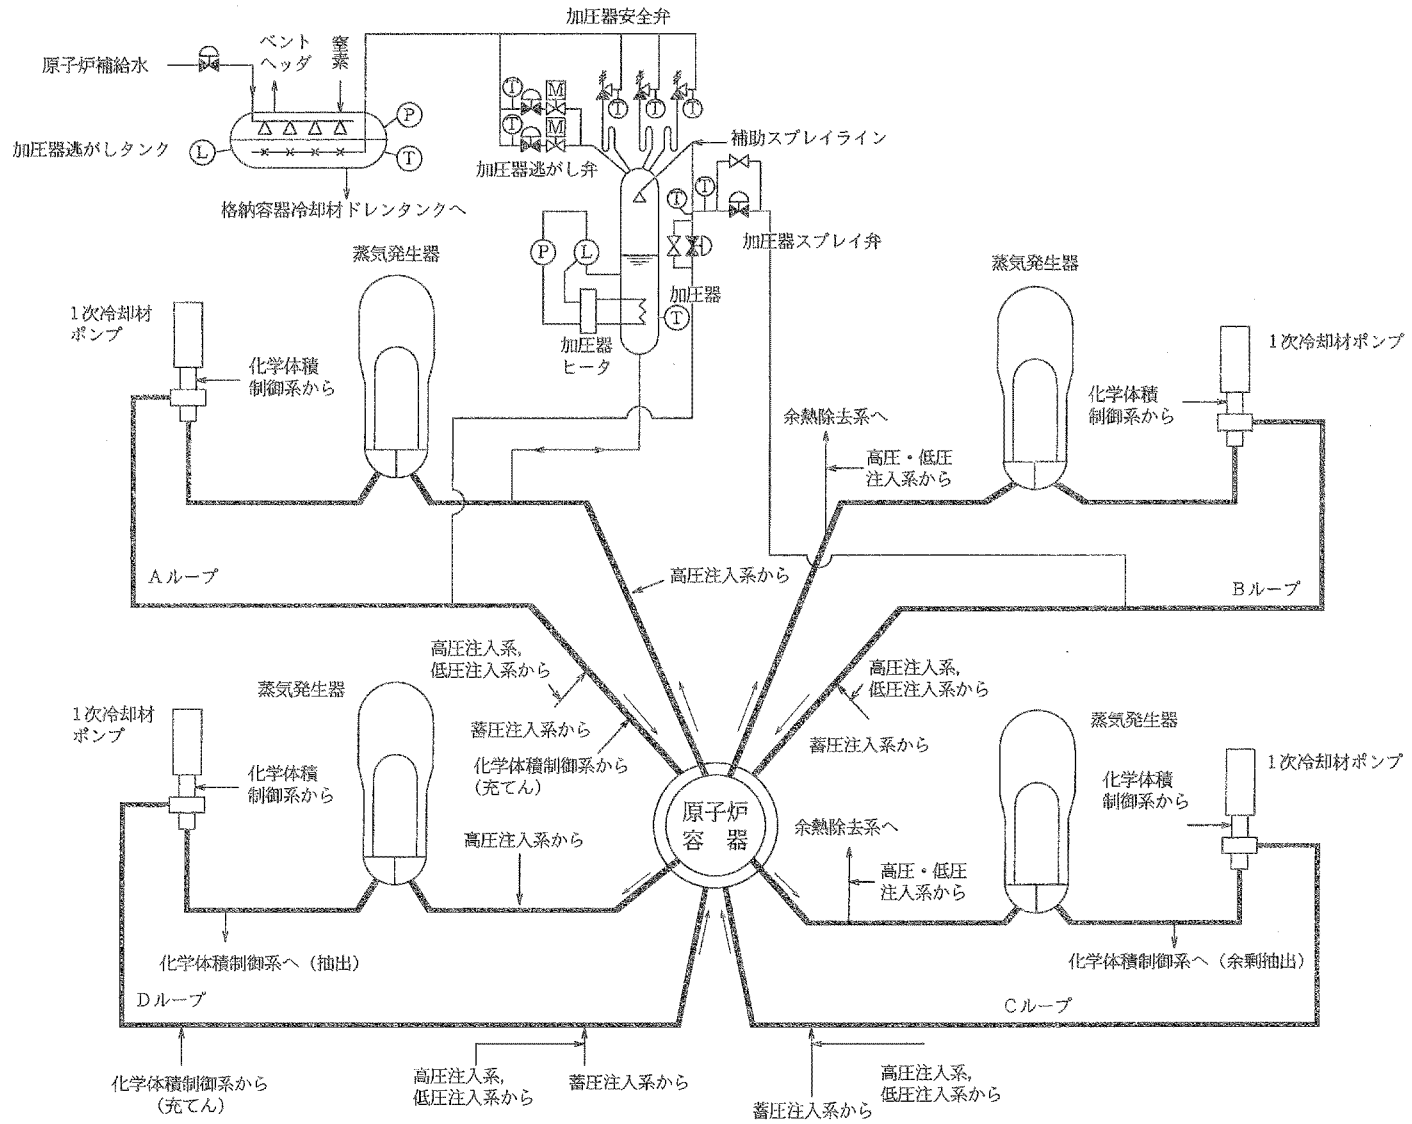 加圧器安全弁
ベント
ヘッダ
窒素
原子炉補給水
P
T
M
T
M
T
T
T
T
加圧器逃がしタンク
L
T
補助スプレイライン
加圧器逃がし弁
T
T
格納容器冷却材ドレンタンクへ
加圧器スプレイ弁
蒸気発生器
P
L
蒸気発生器
加圧器
T
1次冷却材
ポンプ
加圧器
ヒータ
1次冷却材ポンプ
化学体積
制御系から
化学体積
制御系から
余熱除去系へ
高圧・低圧
注入系から
Aループ
高圧注入系から
Bループ
高圧注入系,
低圧注入系から
高圧注入系,
低圧注入系から
蒸気発生器
1次冷却材
ポンプ
蓄圧注入系から
蓄圧注入系から
蒸気発生器
化学体積制御系から
(充てん)
化学体積
制御系から
化学体積
制御系から
1次冷却材ポンプ
原子炉
容器
高圧注入系から
余熱除去系へ
高圧・低圧
注入系から
化学体積制御系へ(抽出)
化学体積制御系へ(余剰抽出)
Dループ
Cループ
化学体積制御系から
(充てん)
高圧注入系,
低圧注入系から
蓄圧注入系から
蓄圧注入系から
高圧注入系,
低圧注入系から